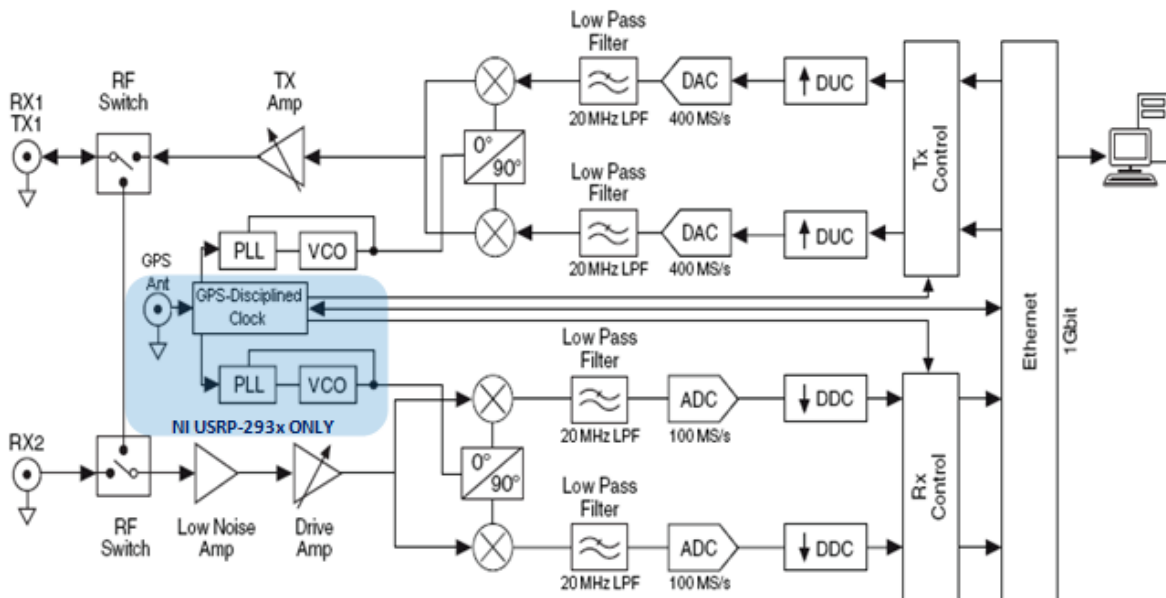 Low Pass
Filter
20 MHz LPF
DAC
400 MS/s
DUC
RF
Switch
TX
Amp
RX1
TX1
0°
90°
Tx
Control
Low Pass
Filter
20 MHz LPF
DAC
400 MS/s
DUC
PLL
VCO
GPS
Ant
GPS-Disciplined
Clock
PLL
VCO
NI USRP-293x ONLY
Ethernet
1Gbit
Low Pass
Filter
20 MHz LPF
ADC
100 MS/s
DDC
RX2
RF
Switch
Low Noise
Amp
Drive
Amp
0°
90°
Rx
Control
Low Pass
Filter
20 MHz LPF
ADC
100 MS/s
DDC